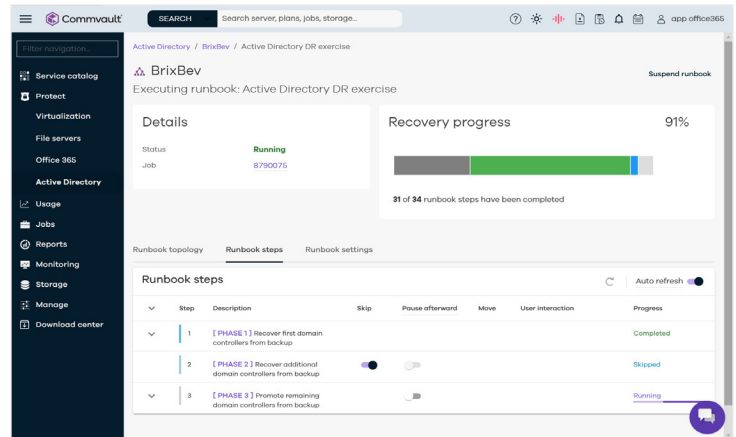 Commvault
SEARCH
Search server, plans, jobs, storage...
app office365
Filter navigation..
Service catalog
Protect
Virtualization
File servers
Office 365
Active Directory
Usage
Jobs
Reports
Monitoring
Storage
Manage
Download center
Active Directory / BrixBev / Active Directory DR exercise
BrixBev
Suspend runbook
Executing runbook: Active Directory DR exercise
Details
Status Running
Job 8790075
Recovery progress 91%
31 of 34 runbook steps have been completed
Runbook topology Runbook steps Runbook settings
Runbook steps
Auto refresh
Step Description Skip Pause afterward Move User interaction Progress
1 [ PHASE 1 ] Recover first domain Completed
controllers from backup
2 [ PHASE 2 ] Recover additional Skipped
domain controllers from backup
3 [ PHASE 3 ] Promote remaining Running
domain controllers from backup